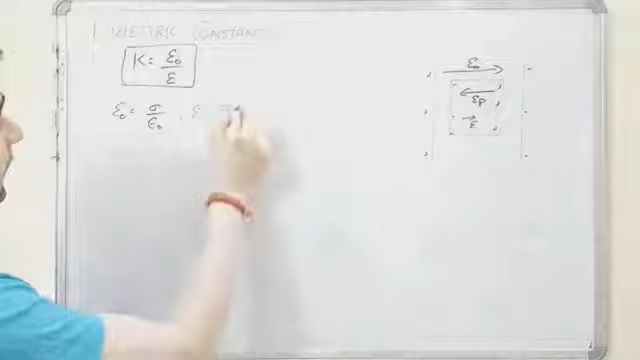 DIELECTRIC CONSTANT
K = ε₀/ε
ε₀ = σ/ϵ₀ , ε
ε₀
εp
ε